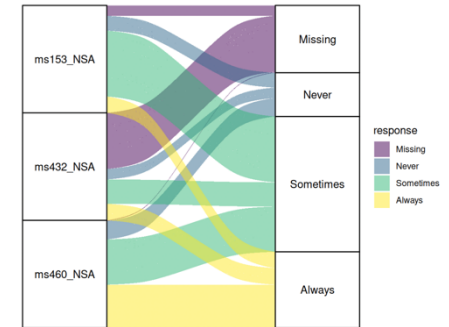 ms153_NSA
ms432_NSA
ms460_NSA
Missing
Never
Sometimes
Always
response
Missing
Never
Sometimes
Always